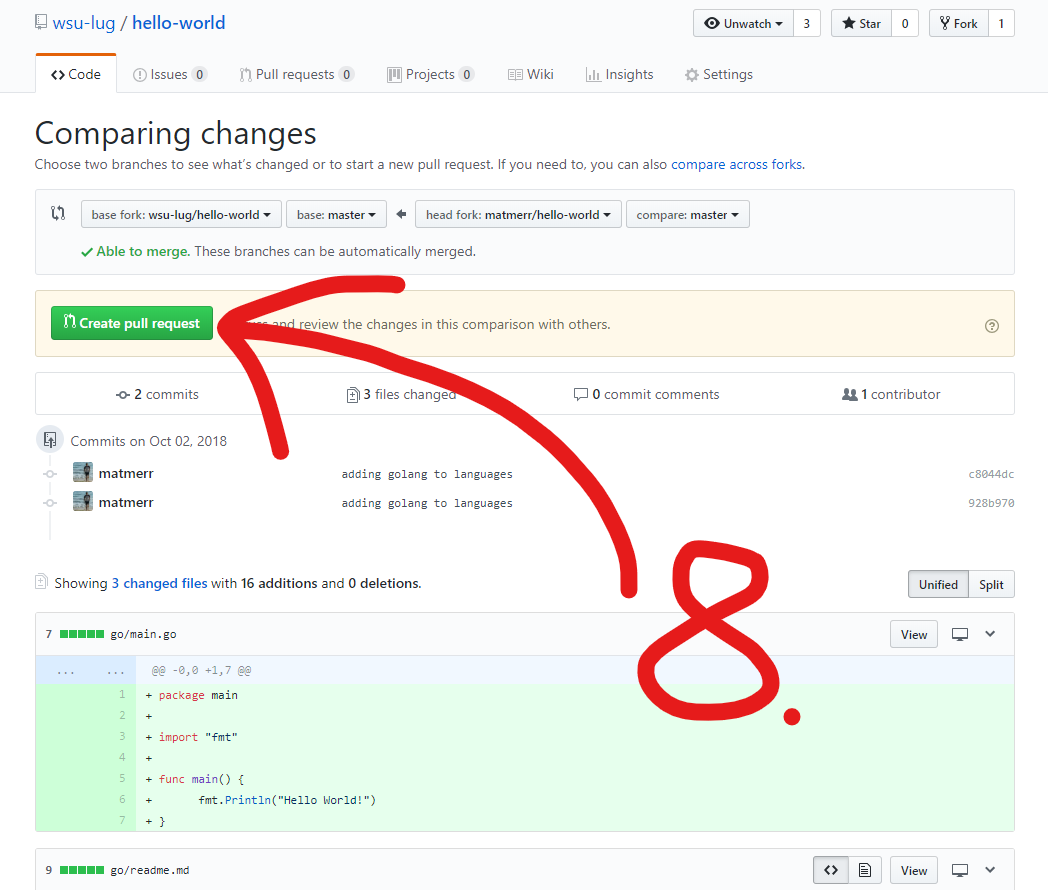 wsu-lug / hello-world
Unwatch 3 Star 0 Fork 1
<> Code Issues 0 Pull requests 0 Projects 0 Wiki Insights Settings
Comparing changes
Choose two branches to see what's changed or to start a new pull request. If you need to, you can also compare across forks.
base fork: wsu-lug/hello-world base: master head fork: matmerr/hello-world compare: master
Able to merge. These branches can be automatically merged.
Create pull request and review the changes in this comparison with others.
2 commits 3 files changed 0 commit comments 1 contributor
Commits on Oct 02, 2018
matmerr adding golang to languages c8044dc
matmerr adding golang to languages 928b970
8.
Showing 3 changed files with 16 additions and 0 deletions. Unified Split
7 go/main.go View
... ... @@ -0,0 +1,7 @@
1 + package main
2 +
3 + import "fmt"
4 +
5 + func main() {
6 + fmt.Println("Hello World!")
7 + }
9 go/readme.md <> View